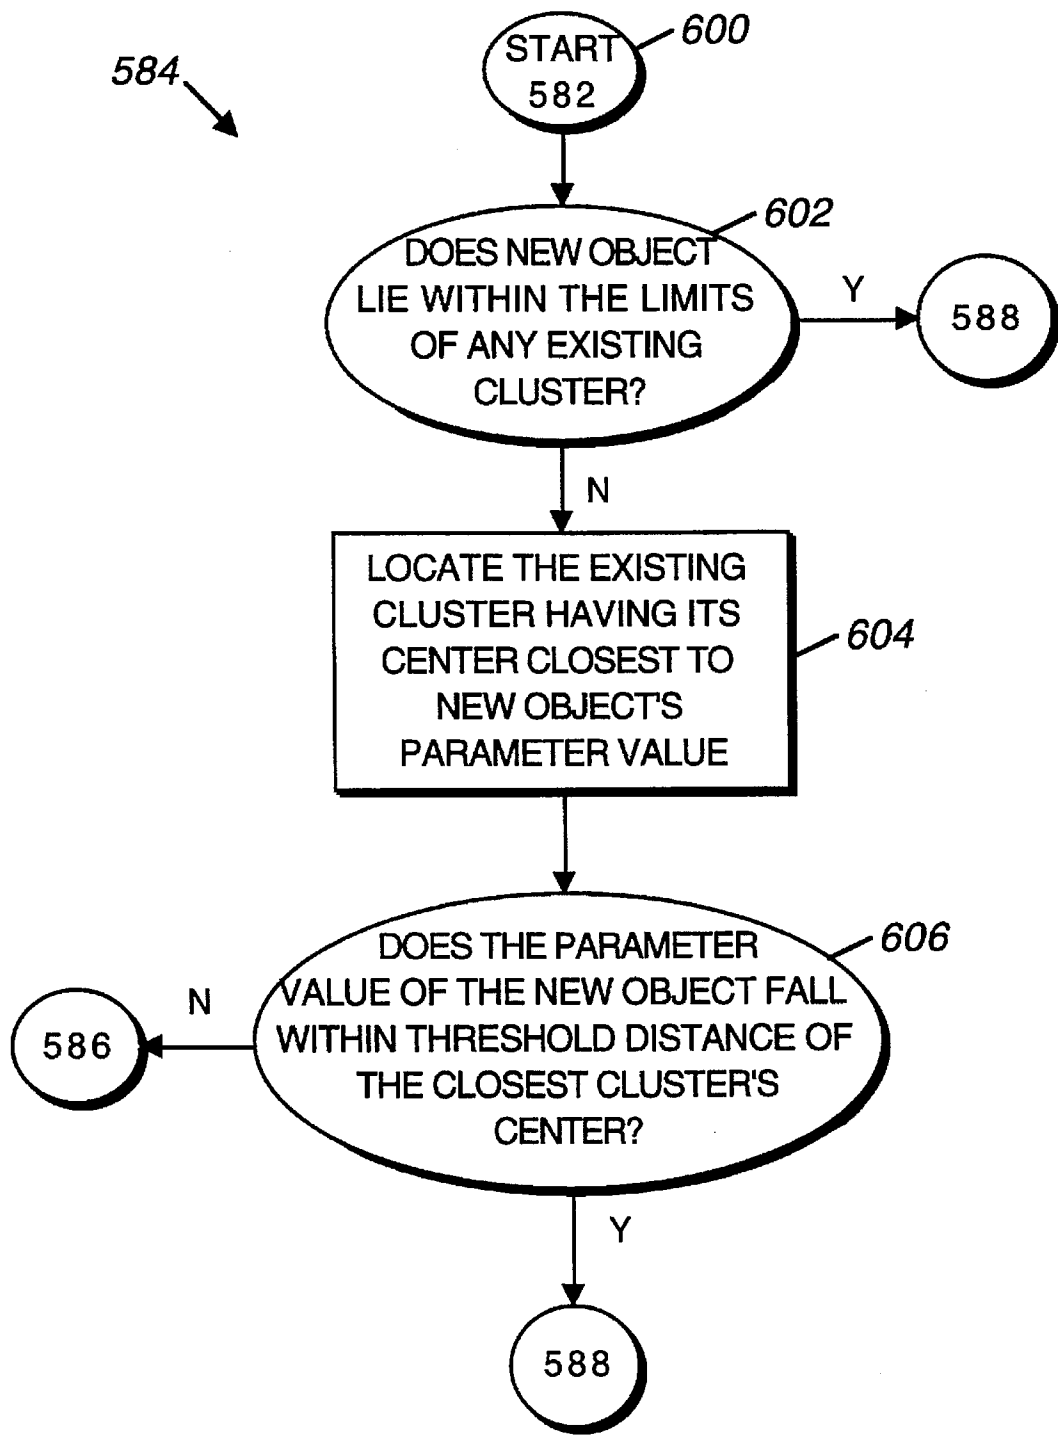 600
START
582
584
602
DOES NEW OBJECT
LIE WITHIN THE LIMITS
OF ANY EXISTING
CLUSTER?
Y
588
N
LOCATE THE EXISTING
CLUSTER HAVING ITS
CENTER CLOSEST TO
NEW OBJECT'S
PARAMETER VALUE
604
606
DOES THE PARAMETER
VALUE OF THE NEW OBJECT FALL
WITHIN THRESHOLD DISTANCE OF
THE CLOSEST CLUSTER'S
CENTER?
N
586
Y
588